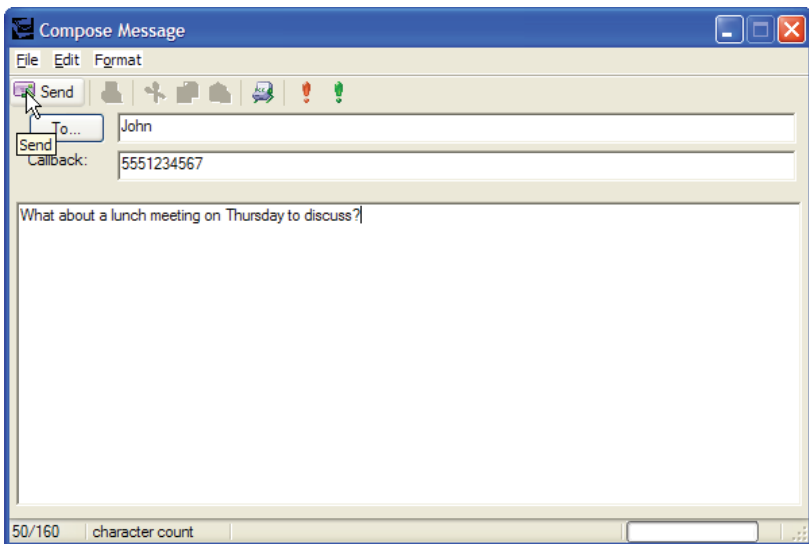 Compose Message
File Edit Format
Send
To... John
Send
Callback: 5551234567
What about a lunch meeting on Thursday to discuss?
50/160 character count